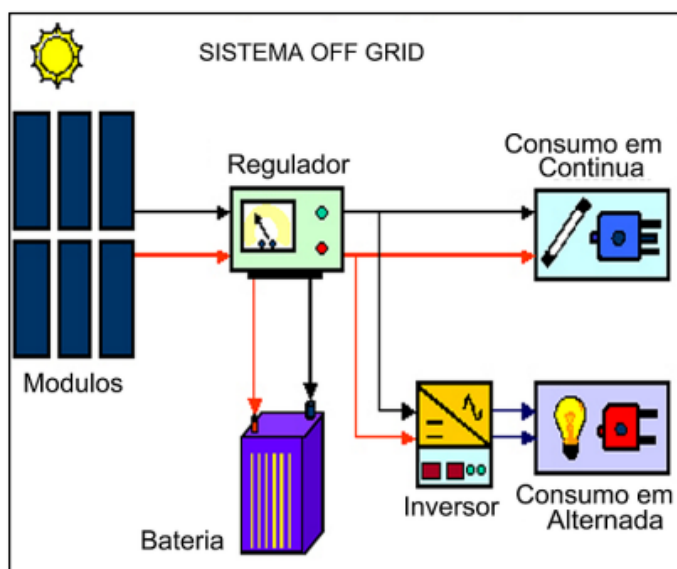 SISTEMA OFF GRID
Regulador
Consumo em
Continua
Modulos
Bateria
Inversor
Consumo em
Alternada